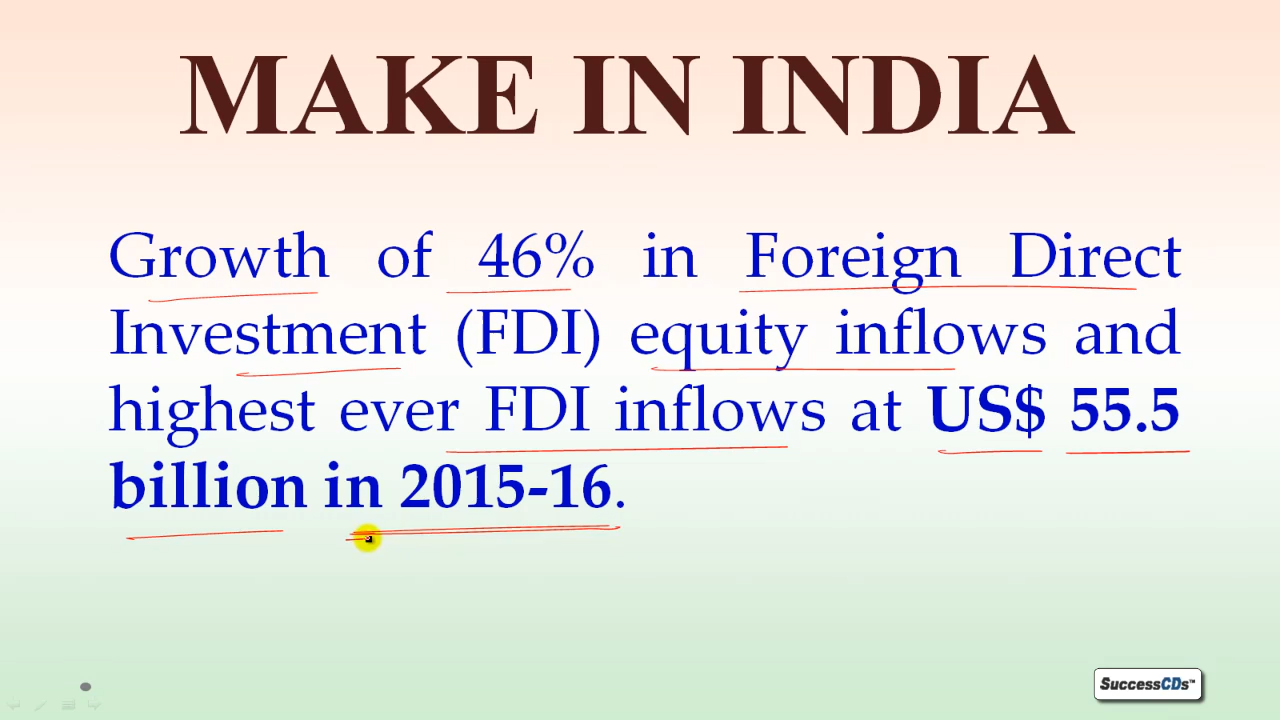 MAKE IN INDIA
Growth of 46% in Foreign Direct
Investment (FDI) equity inflows and
highest ever FDI inflows at US$ 55.5
billion in 2015-16.
SuccessCDs™